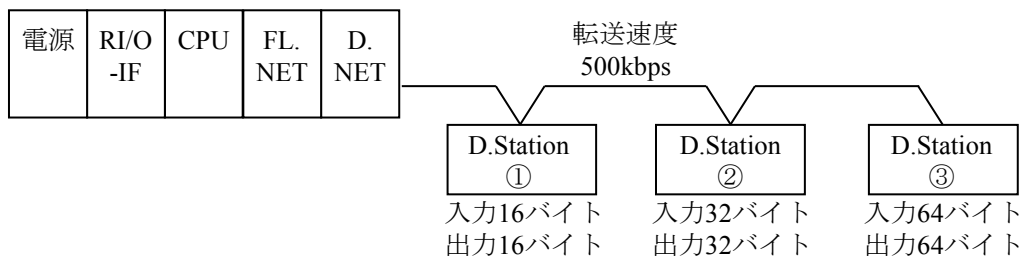 電源
RI/O
-IF
CPU
FL.
NET
D.
NET
転送速度
500kbps
D.Station
①
D.Station
②
D.Station
③
入力16バイト
出力16バイト
入力32バイト
出力32バイト
入力64バイト
出力64バイト